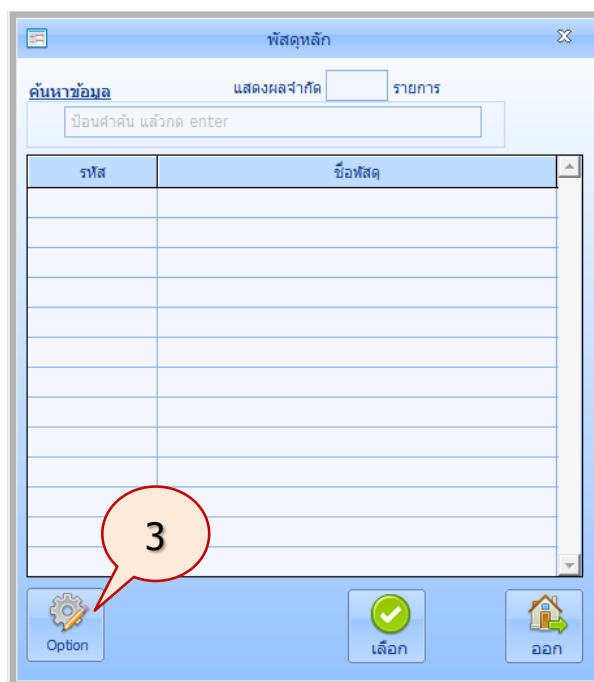 พัสดุหลัก
ค้นหาข้อมูล แสดงผลจำกัด รายการ
ป้อนคำค้น แล้วกด enter
รหัส ชื่อพัสดุ
3
Option เลือก ออก